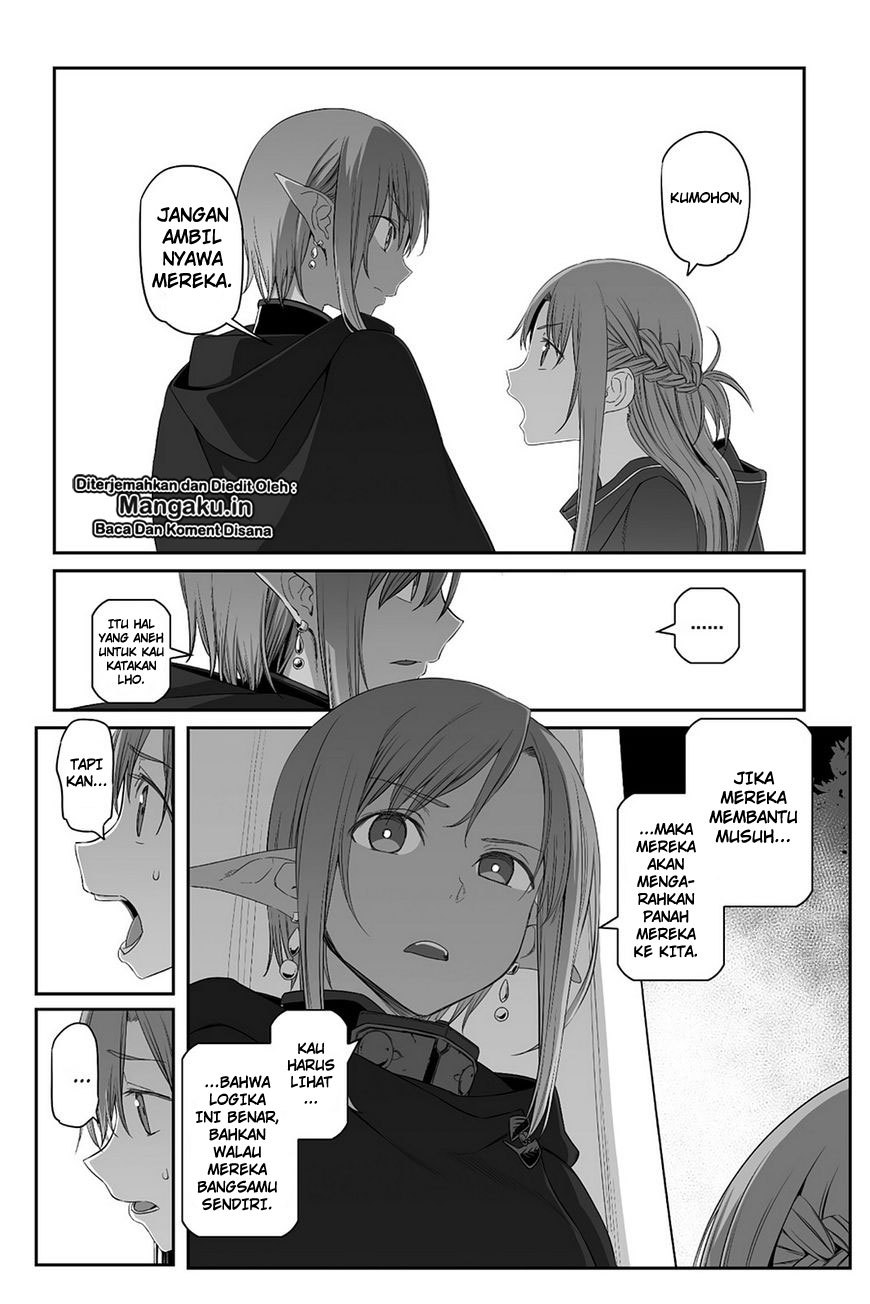 KUMOHON,
JANGAN
AMBIL
NYAWA
MEREKA.
Diterjemahkan dan Diedit Oleh :
Mangaku.in
Baca Dan Koment Disana
......
ITU HAL
YANG ANEH
UNTUK KAU
KATAKAN
LHO.
JIKA
MEREKA
MEMBANTU
MUSUH...
...MAKA
MEREKA
AKAN
MENGA-
RAHKAN
PANAH
MEREKA
KE KITA.
KAU
HARUS
LIHAT
...
...BAHWA
LOGIKA
INI BENAR,
BAHKAN
WALAU
MEREKA
BANGSAMU
SENDIRI.
TAPI
KAN...
...